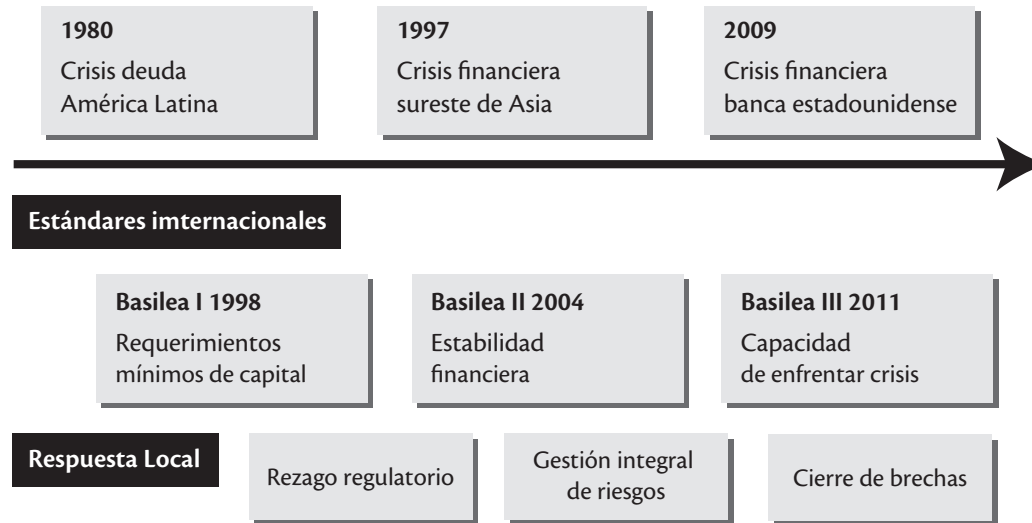 1980
Crisis deuda
América Latina
1997
Crisis financiera
sureste de Asia
2009
Crisis financiera
banca estadounidense
Estándares imternacionales
Basilea I 1998
Requerimientos
mínimos de capital
Basilea II 2004
Estabilidad
financiera
Basilea III 2011
Capacidad
de enfrentar crisis
Respuesta Local
Rezago regulatorio
Gestión integral
de riesgos
Cierre de brechas